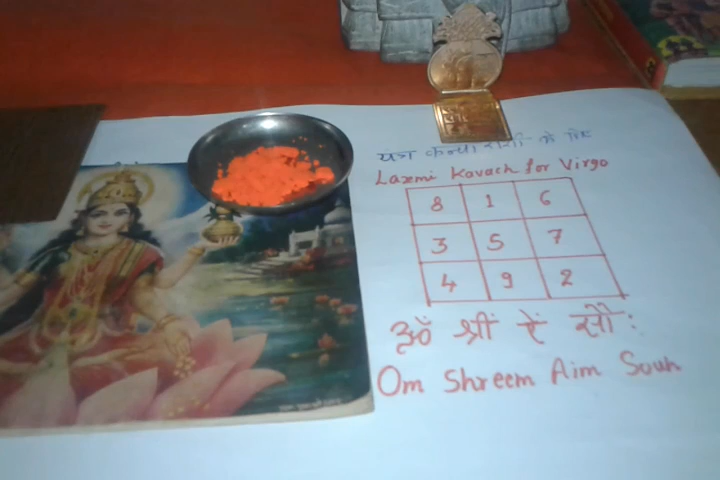 यंत्र कन्या राशी के लिए
Laxmi Kavach for Virgo
8 1 6
3 5 7
4 9 2
ॐ श्रीं ऐं सौः
Om Shreem Aim Souh